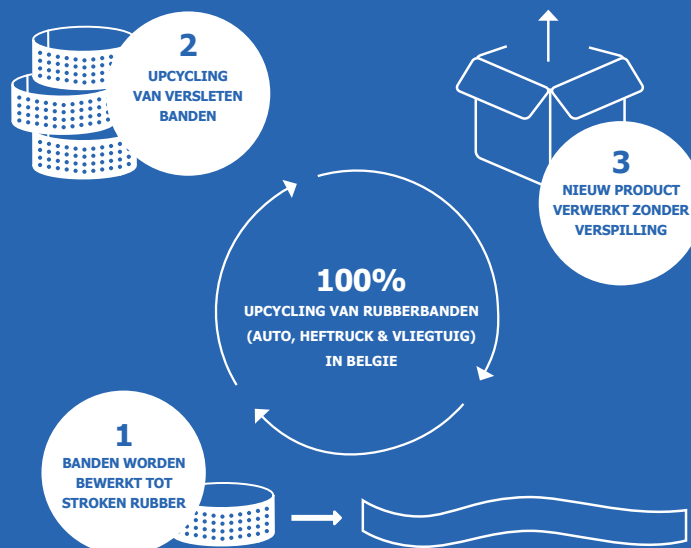 2
UPCYCLING
VAN VERSLETEN
BANDEN
3
NIEUW PRODUCT
VERWERKT ZONDER
VERSPILLING
100%
UPCYCLING VAN RUBBERBANDEN
(AUTO, HEFTRUCK & VLIEGTUIG)
IN BELGIE
1
BANDEN WORDEN
BEWERKT TOT
STROKEN RUBBER